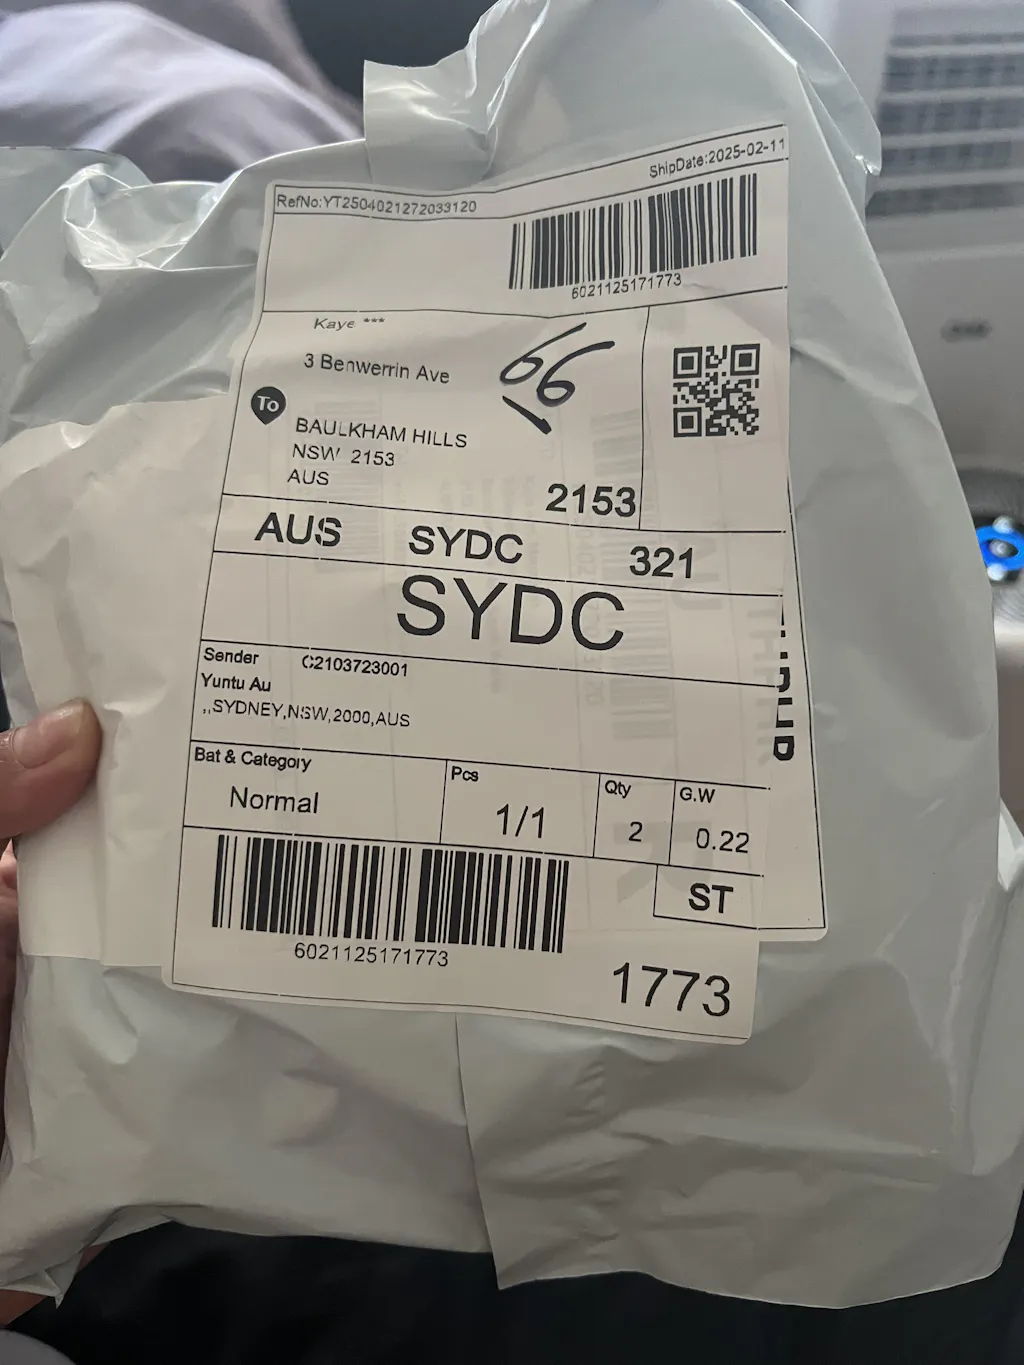 ShipDate:2025-02-11
RefNo:YT2504021272033120
6021125171773
Kaye ***
3 Benwerrin Ave
66
To
BAULKHAM HILLS
NSW 2153
AUS
2153
AUS SYDC 321
SYDC
Sender C2103723001
Yuntu Au
,,SYDNEY,NSW,2000,AUS
Bat & Category Pcs Qty G.W
Normal 1/1 2 0.22
ST
6021125171773
1773